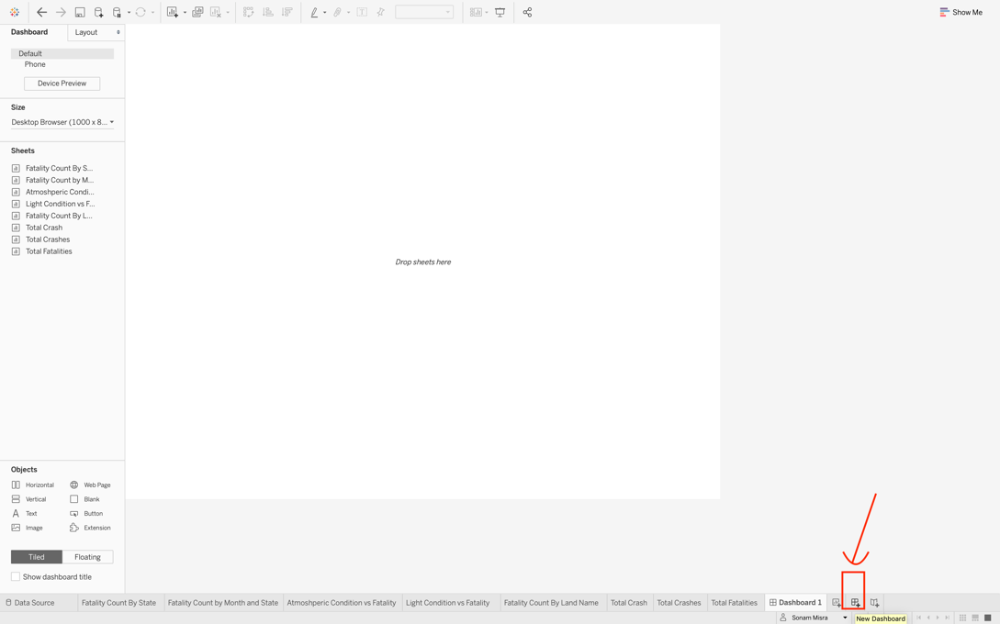 Show Me
Dashboard
Layout
Default
Phone
Device Preview
Size
Desktop Browser (1000 x 8...
Sheets
Fatality Count By S...
Fatality Count by M...
Atmoshperic Condi...
Light Condition vs F...
Fatality Count By L...
Total Crash
Total Crashes
Total Fatalities
Drop sheets here
Objects
Horizontal
Web Page
Vertical
Blank
A Text
Button
Image
Extension
Tiled
Floating
Show dashboard title
Data Source
Fatality Count By State
Fatality Count by Month and State
Atmoshperic Condition vs Fatality
Light Condition vs Fatality
Fatality Count By Land Name
Total Crash
Total Crashes
Total Fatalities
Dashboard 1
Sonam Misra
New Dashboard